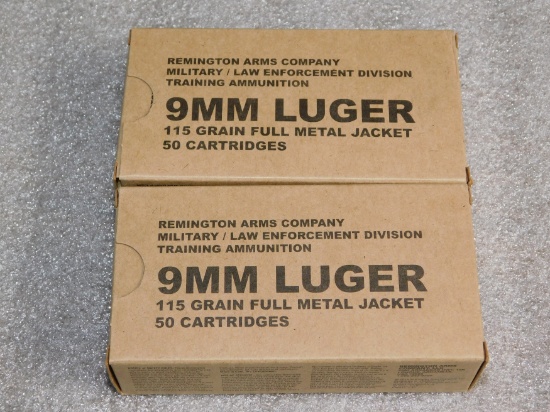 REMINGTON ARMS COMPANY
MILITARY / LAW ENFORCEMENT DIVISION
TRAINING AMMUNITION
9MM LUGER
115 GRAIN FULL METAL JACKET
50 CARTRIDGES
REMINGTON ARMS COMPANY
MILITARY / LAW ENFORCEMENT DIVISION
TRAINING AMMUNITION
9MM LUGER
115 GRAIN FULL METAL JACKET
50 CARTRIDGES